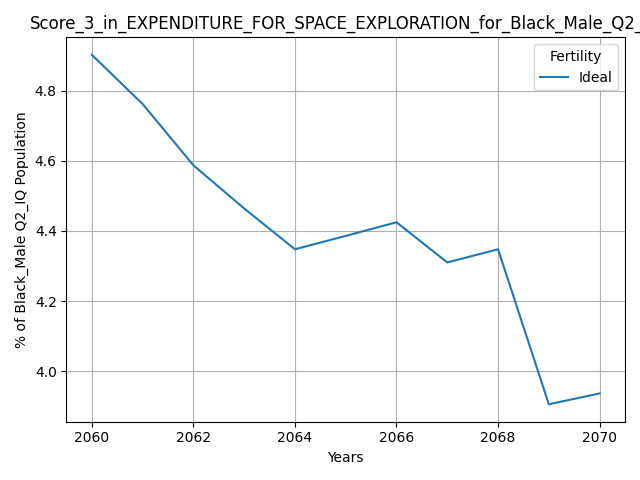 Score_3_in_EXPENDITURE_FOR_SPACE_EXPLORATION_for_Black_Male_Q2_
Fertility
Ideal
% of Black_Male Q2_IQ Population
4.8
4.6
4.4
4.2
4.0
2060 2062 2064 2066 2068 2070
Years